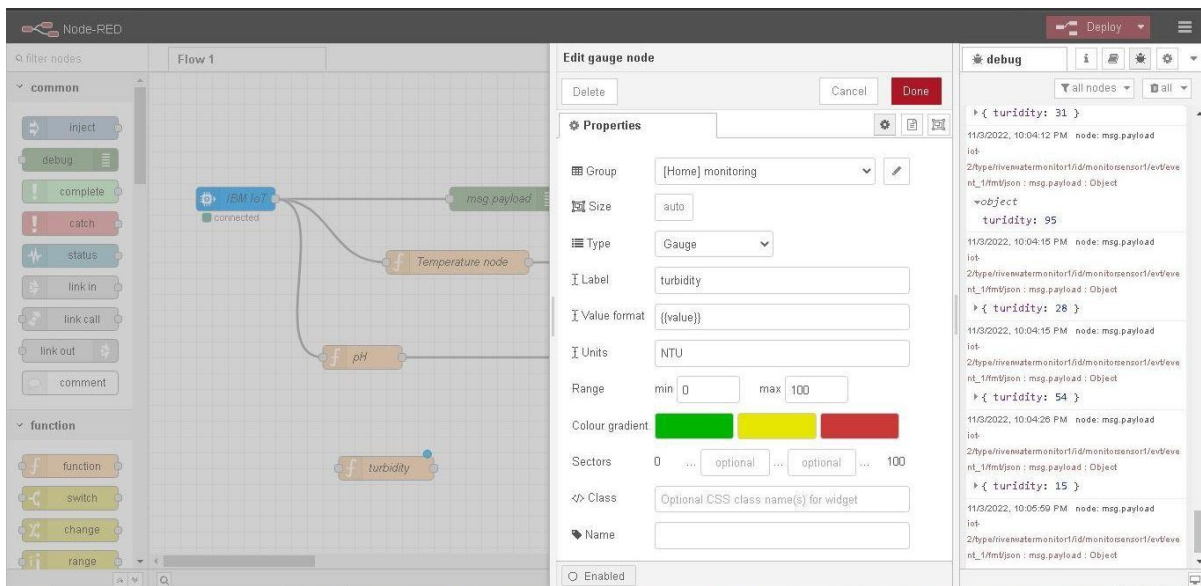 Node-RED
Deploy
filter nodes
Flow 1
common
inject
debug
complete
catch
status
link in
link call
link out
comment
function
function
switch
change
range
IBM IoT
connected
msg.payload
Temperature node
pH
turbidity
Edit gauge node
Delete
Cancel
Done
Properties
Group
[Home] monitoring
Size
auto
Type
Gauge
Label
turbidity
Value format
{{value}}
Units
NTU
Range
min 0
max 100
Colour gradient
Sectors
0 ... optional ... optional ... 100
</> Class
Optional CSS class name(s) for widget
Name
Enabled
debug
all nodes
all
{ turidity: 31 }
11/3/2022, 10:04:12 PM node: msg.payload
iot-
2/type/riverwatermonitor1/id/monitorsensor1/evt/eve
nt_1/fmt/json : msg.payload : Object
object
turidity: 95
11/3/2022, 10:04:15 PM node: msg.payload
iot-
2/type/riverwatermonitor1/id/monitorsensor1/evt/eve
nt_1/fmt/json : msg.payload : Object
{ turidity: 28 }
11/3/2022, 10:04:15 PM node: msg.payload
iot-
2/type/riverwatermonitor1/id/monitorsensor1/evt/eve
nt_1/fmt/json : msg.payload : Object
{ turidity: 54 }
11/3/2022, 10:04:26 PM node: msg.payload
iot-
2/type/riverwatermonitor1/id/monitorsensor1/evt/eve
nt_1/fmt/json : msg.payload : Object
{ turidity: 15 }
11/3/2022, 10:05:59 PM node: msg.payload
iot-
2/type/riverwatermonitor1/id/monitorsensor1/evt/eve
nt_1/fmt/json : msg.payload : Object